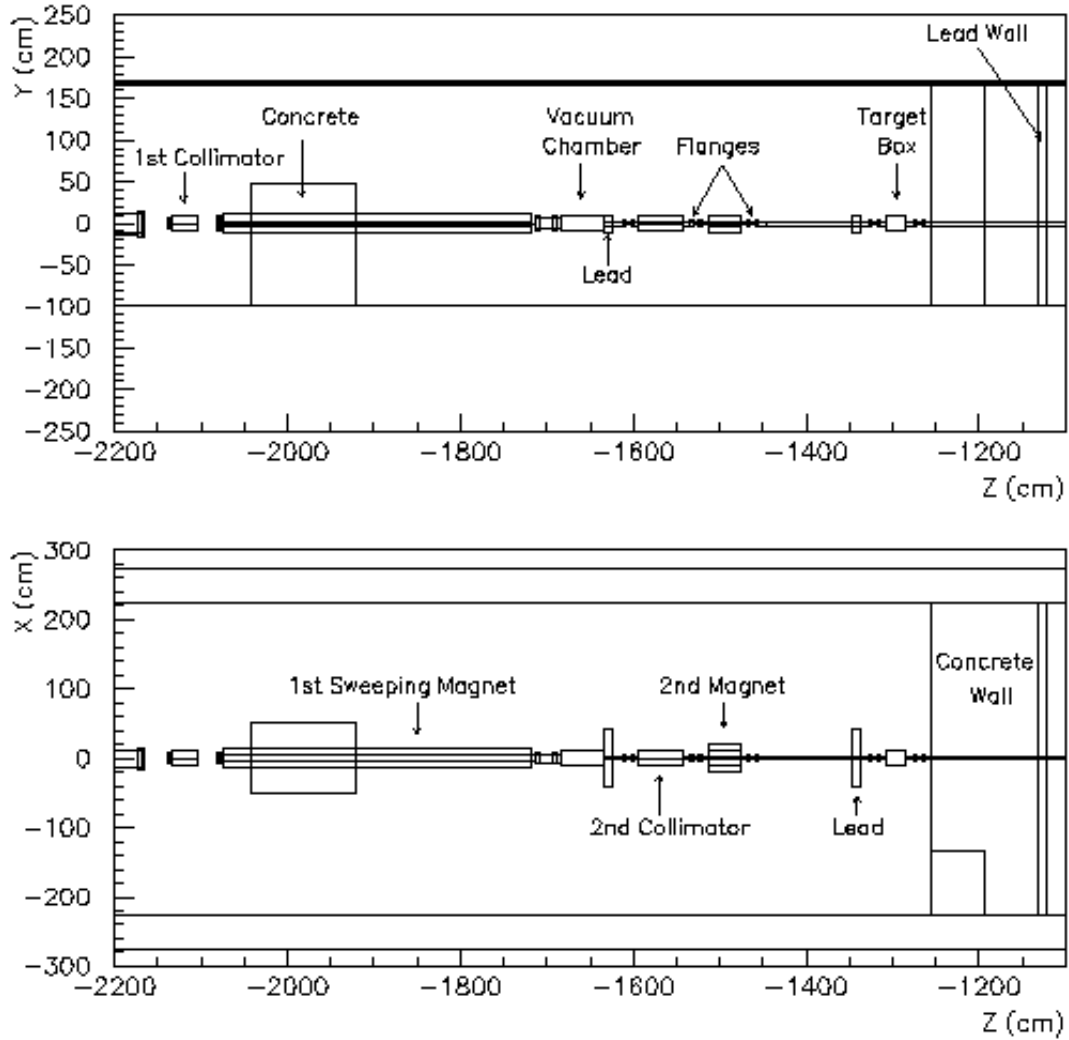 Y (cm)
250
200
150
100
50
0
−50
−100
−150
−200
−250
Lead Wall
Concrete
1st Collimator
Vacuum
Chamber
Flanges
Target
Box
Lead
−2200
−2000
−1800
−1600
−1400
−1200
Z (cm)
X (cm)
300
200
100
0
−100
−200
−300
1st Sweeping Magnet
2nd Magnet
Concrete
Wall
2nd Collimator
Lead
−2200
−2000
−1800
−1600
−1400
−1200
Z (cm)